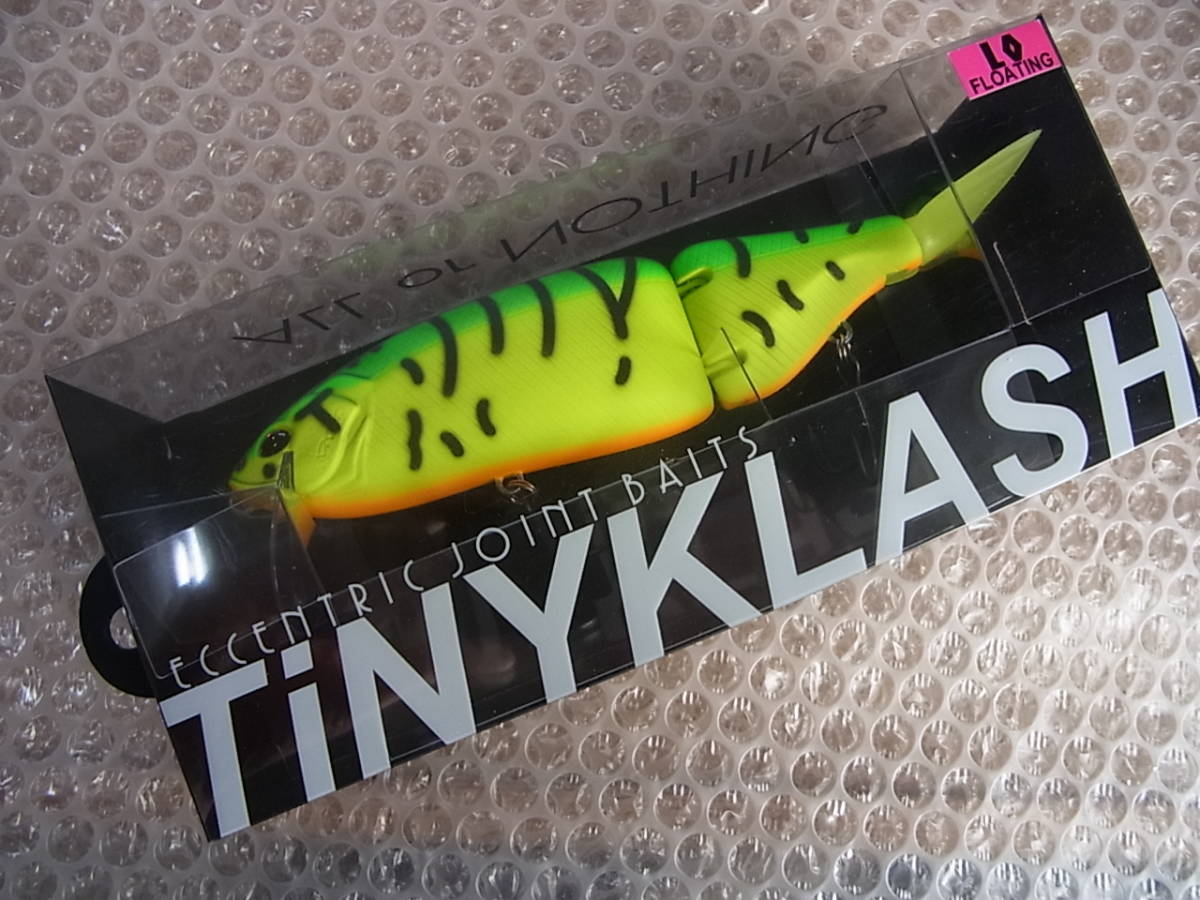 LO
FLOATING
ALL or NOTHING
ECCENTRIC JOINT BAITS
TiNYKLASH